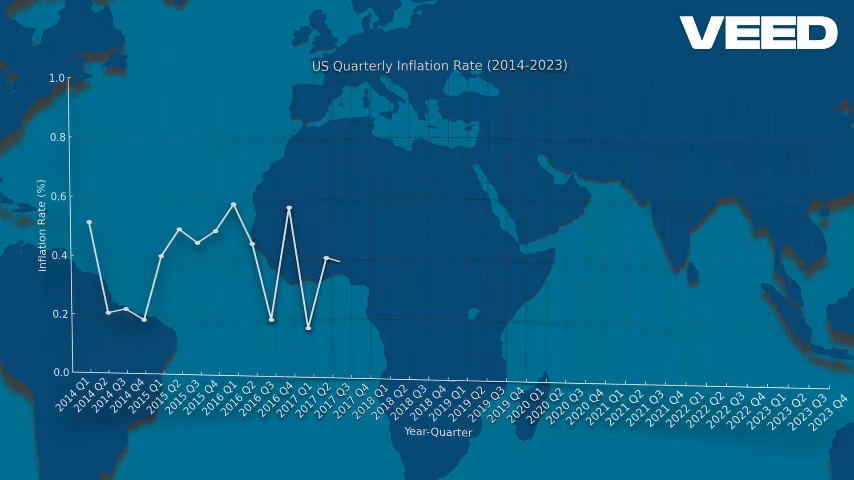 VEED
US Quarterly Inflation Rate (2014-2023)
1.0
0.8
0.6
0.4
0.2
0.0
Inflation Rate (%)
2014 Q1
2014 Q2
2014 Q3
2014 Q4
2015 Q1
2015 Q2
2015 Q3
2015 Q4
2016 Q1
2016 Q2
2016 Q3
2016 Q4
2017 Q1
2017 Q2
2017 Q3
2017 Q4
2018 Q1
2018 Q2
2018 Q3
2018 Q4
2019 Q1
2019 Q2
2019 Q3
2019 Q4
2020 Q1
2020 Q2
2020 Q3
2020 Q4
2021 Q1
2021 Q2
2021 Q3
2021 Q4
2022 Q1
2022 Q2
2022 Q3
2022 Q4
2023 Q1
2023 Q2
2023 Q3
2023 Q4
Year-Quarter